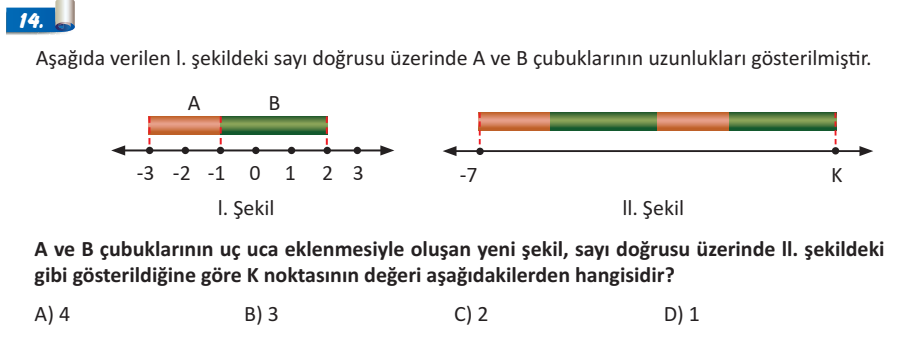 14.
Aşağıda verilen l. şekildeki sayı doğrusu üzerinde A ve B çubuklarının uzunlukları gösterilmiştir.
A B
-3 -2 -1 0 1 2 3
-7 K
l. Şekil
ll. Şekil
A ve B çubuklarının uç uca eklenmesiyle oluşan yeni şekil, sayı doğrusu üzerinde ll. şekildeki
gibi gösterildiğine göre K noktasının değeri aşağıdakilerden hangisidir?
A) 4 B) 3 C) 2 D) 1